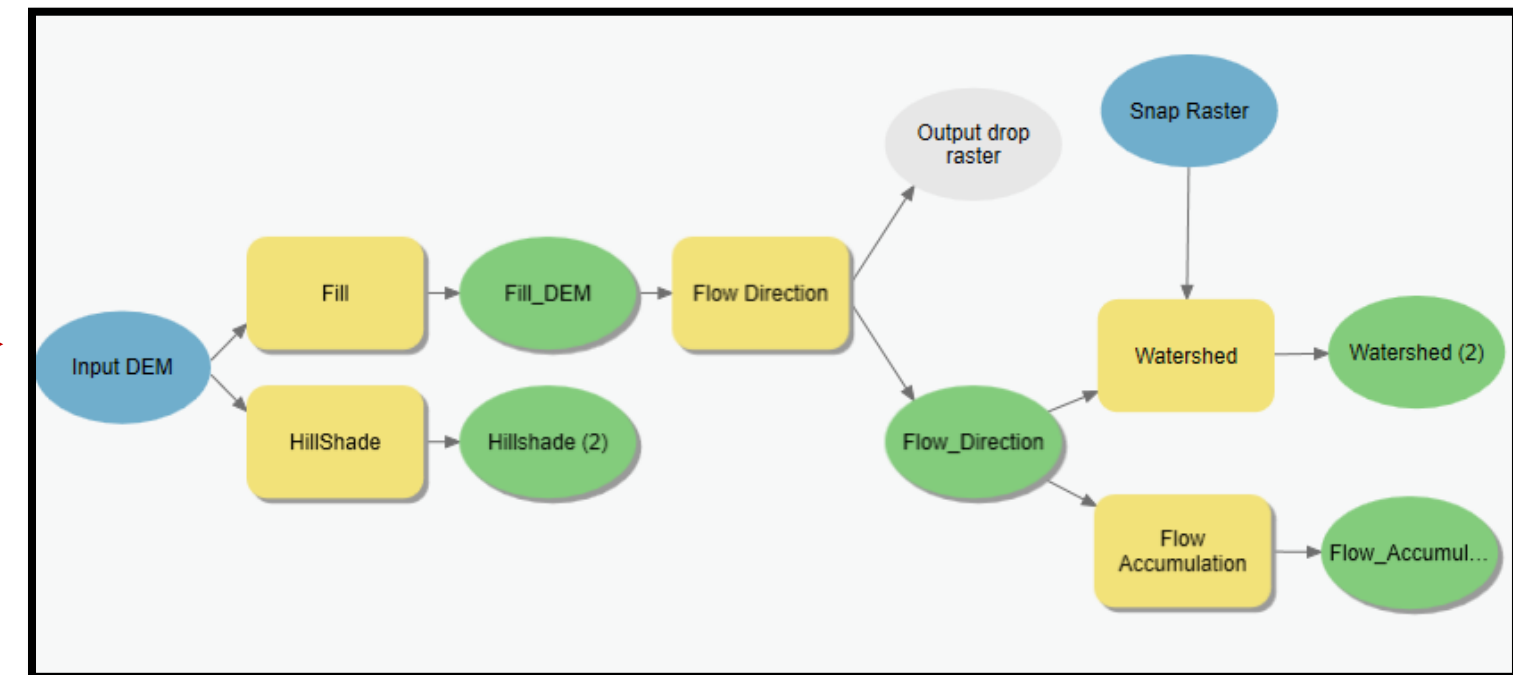 Output drop
raster
Snap Raster
Fill
Fill_DEM
Flow Direction
Input DEM
Watershed
Watershed (2)
HillShade
Hillshade (2)
Flow_Direction
Flow
Accumulation
Flow_Accumul...